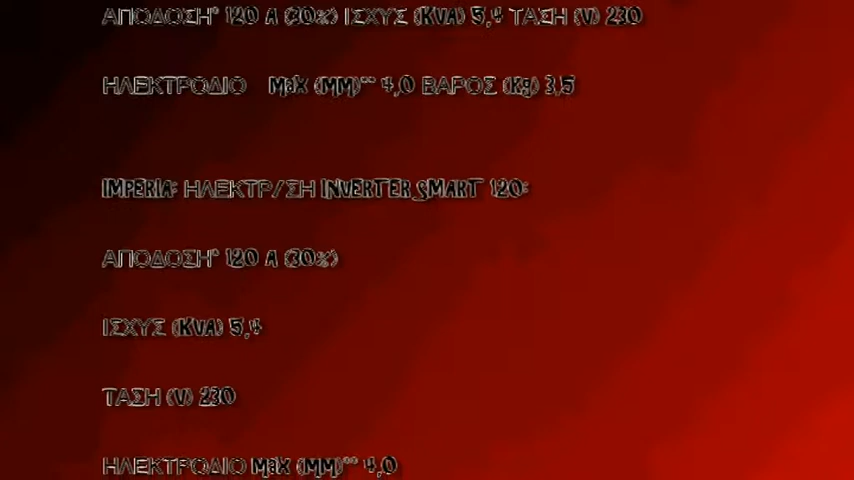 ΑΠΟΔΟΣΗ* 120 A (30%) ΙΣΧΥΣ (KVA) 5,4 ΤΑΣΗ (V) 230
ΗΛΕΚΤΡΟΔΙΟ Max (MM)** 4,0 ΒΑΡΟΣ (Kg) 3,5
IMPERIA: ΗΛΕΚΤΡ/ΣΗ INVERTER SMART 120:
ΑΠΟΔΟΣΗ* 120 A (30%)
ΙΣΧΥΣ (KVA) 5,4
ΤΑΣΗ (V) 230
ΗΛΕΚΤΡΟΔΙΟ Max (MM)** 4,0